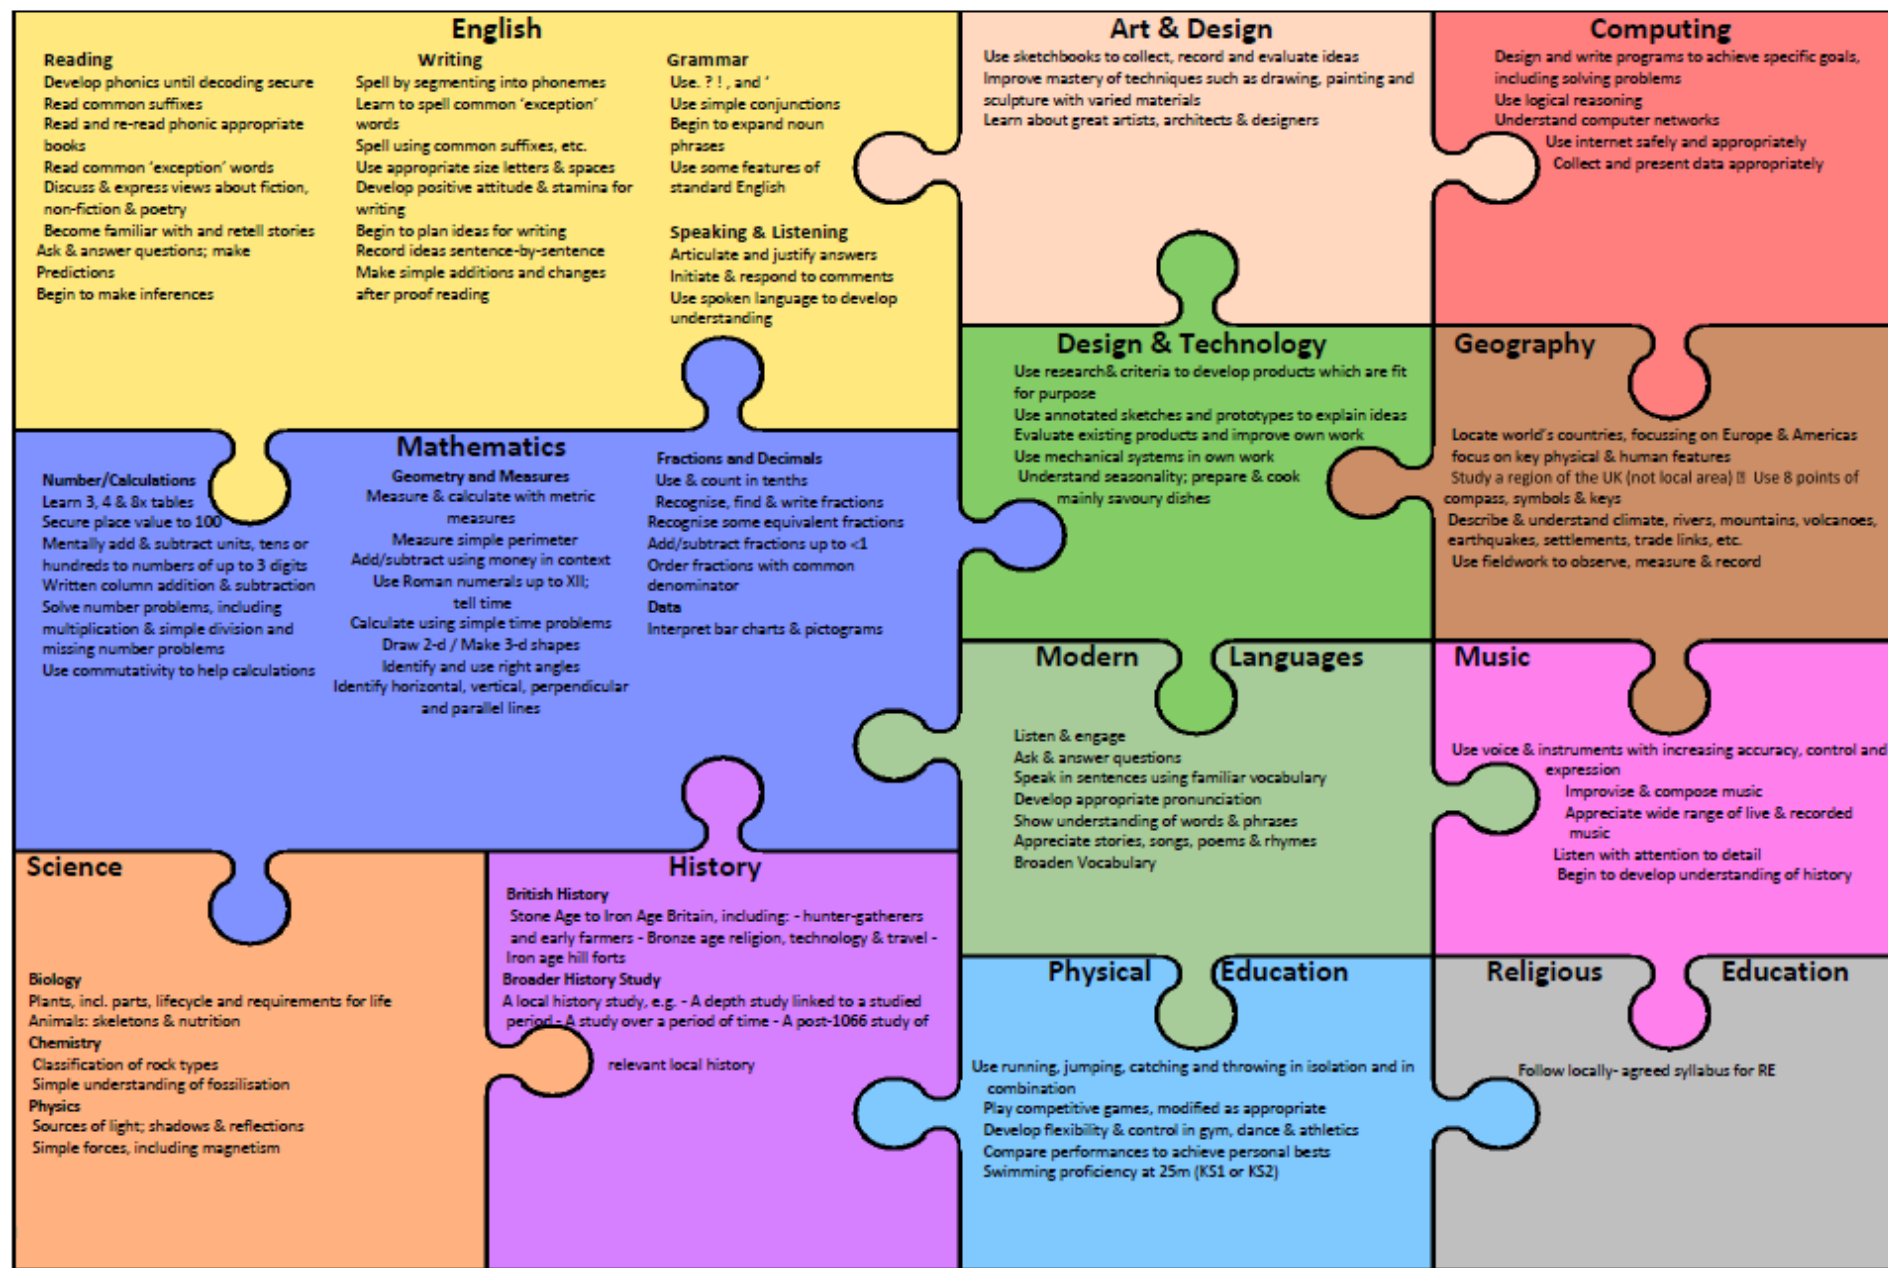 English
Reading
Develop phonics until decoding secure
Read common suffixes
Read and re-read phonic appropriate
books
Read common ‘exception’ words
Discuss & express views about fiction,
non-fiction & poetry
Become familiar with and retell stories
Ask & answer questions; make
Predictions
Begin to make inferences
Writing
Spell by segmenting into phonemes
Learn to spell common ‘exception’
words
Spell using common suffixes, etc.
Use appropriate size letters & spaces
Develop positive attitude & stamina for
writing
Begin to plan ideas for writing
Record ideas sentence-by-sentence
Make simple additions and changes
after proof reading
Grammar
Use. ? ! , and ‘
Use simple conjunctions
Begin to expand noun
phrases
Use some features of
standard English
Speaking & Listening
Articulate and justify answers
Initiate & respond to comments
Use spoken language to develop
understanding
Art & Design
Use sketchbooks to collect, record and evaluate ideas
Improve mastery of techniques such as drawing, painting and
sculpture with varied materials
Learn about great artists, architects & designers
Computing
Design and write programs to achieve specific goals,
including solving problems
Use logical reasoning
Understand computer networks
Use internet safely and appropriately
Collect and present data appropriately
Design & Technology
Use research& criteria to develop products which are fit
for purpose
Use annotated sketches and prototypes to explain ideas
Evaluate existing products and improve own work
Use mechanical systems in own work
Understand seasonality; prepare & cook
mainly savoury dishes
Geography
Locate world’s countries, focussing on Europe & Americas
focus on key physical & human features
Study a region of the UK (not local area) Use 8 points of
compass, symbols & keys
Describe & understand climate, rivers, mountains, volcanoes,
earthquakes, settlements, trade links, etc.
Use fieldwork to observe, measure & record
Mathematics
Number/Calculations
Learn 3, 4 & 8x tables
Secure place value to 100
Mentally add & subtract units, tens or
hundreds to numbers of up to 3 digits
Written column addition & subtraction
Solve number problems, including
multiplication & simple division and
missing number problems
Use commutativity to help calculations
Geometry and Measures
Measure & calculate with metric
measures
Measure simple perimeter
Add/subtract using money in context
Use Roman numerals up to XII;
tell time
Calculate using simple time problems
Draw 2-d / Make 3-d shapes
Identify and use right angles
Identify horizontal, vertical, perpendicular
and parallel lines
Fractions and Decimals
Use & count in tenths
Recognise, find & write fractions
Recognise some equivalent fractions
Add/subtract fractions up to <1
Order fractions with common
denominator
Data
Interpret bar charts & pictograms
Modern Languages
Listen & engage
Ask & answer questions
Speak in sentences using familiar vocabulary
Develop appropriate pronunciation
Show understanding of words & phrases
Appreciate stories, songs, poems & rhymes
Broaden Vocabulary
Music
Use voice & instruments with increasing accuracy, control and
expression
Improvise & compose music
Appreciate wide range of live & recorded
music
Listen with attention to detail
Begin to develop understanding of history
Science
Biology
Plants, incl. parts, lifecycle and requirements for life
Animals: skeletons & nutrition
Chemistry
Classification of rock types
Simple understanding of fossilisation
Physics
Sources of light; shadows & reflections
Simple forces, including magnetism
History
British History
Stone Age to Iron Age Britain, including: - hunter-gatherers
and early farmers - Bronze age religion, technology & travel -
Iron age hill forts
Broader History Study
A local history study, e.g. - A depth study linked to a studied
period - A study over a period of time - A post-1066 study of
relevant local history
Physical Education
Use running, jumping, catching and throwing in isolation and in
combination
Play competitive games, modified as appropriate
Develop flexibility & control in gym, dance & athletics
Compare performances to achieve personal bests
Swimming proficiency at 25m (KS1 or KS2)
Religious Education
Follow locally- agreed syllabus for RE